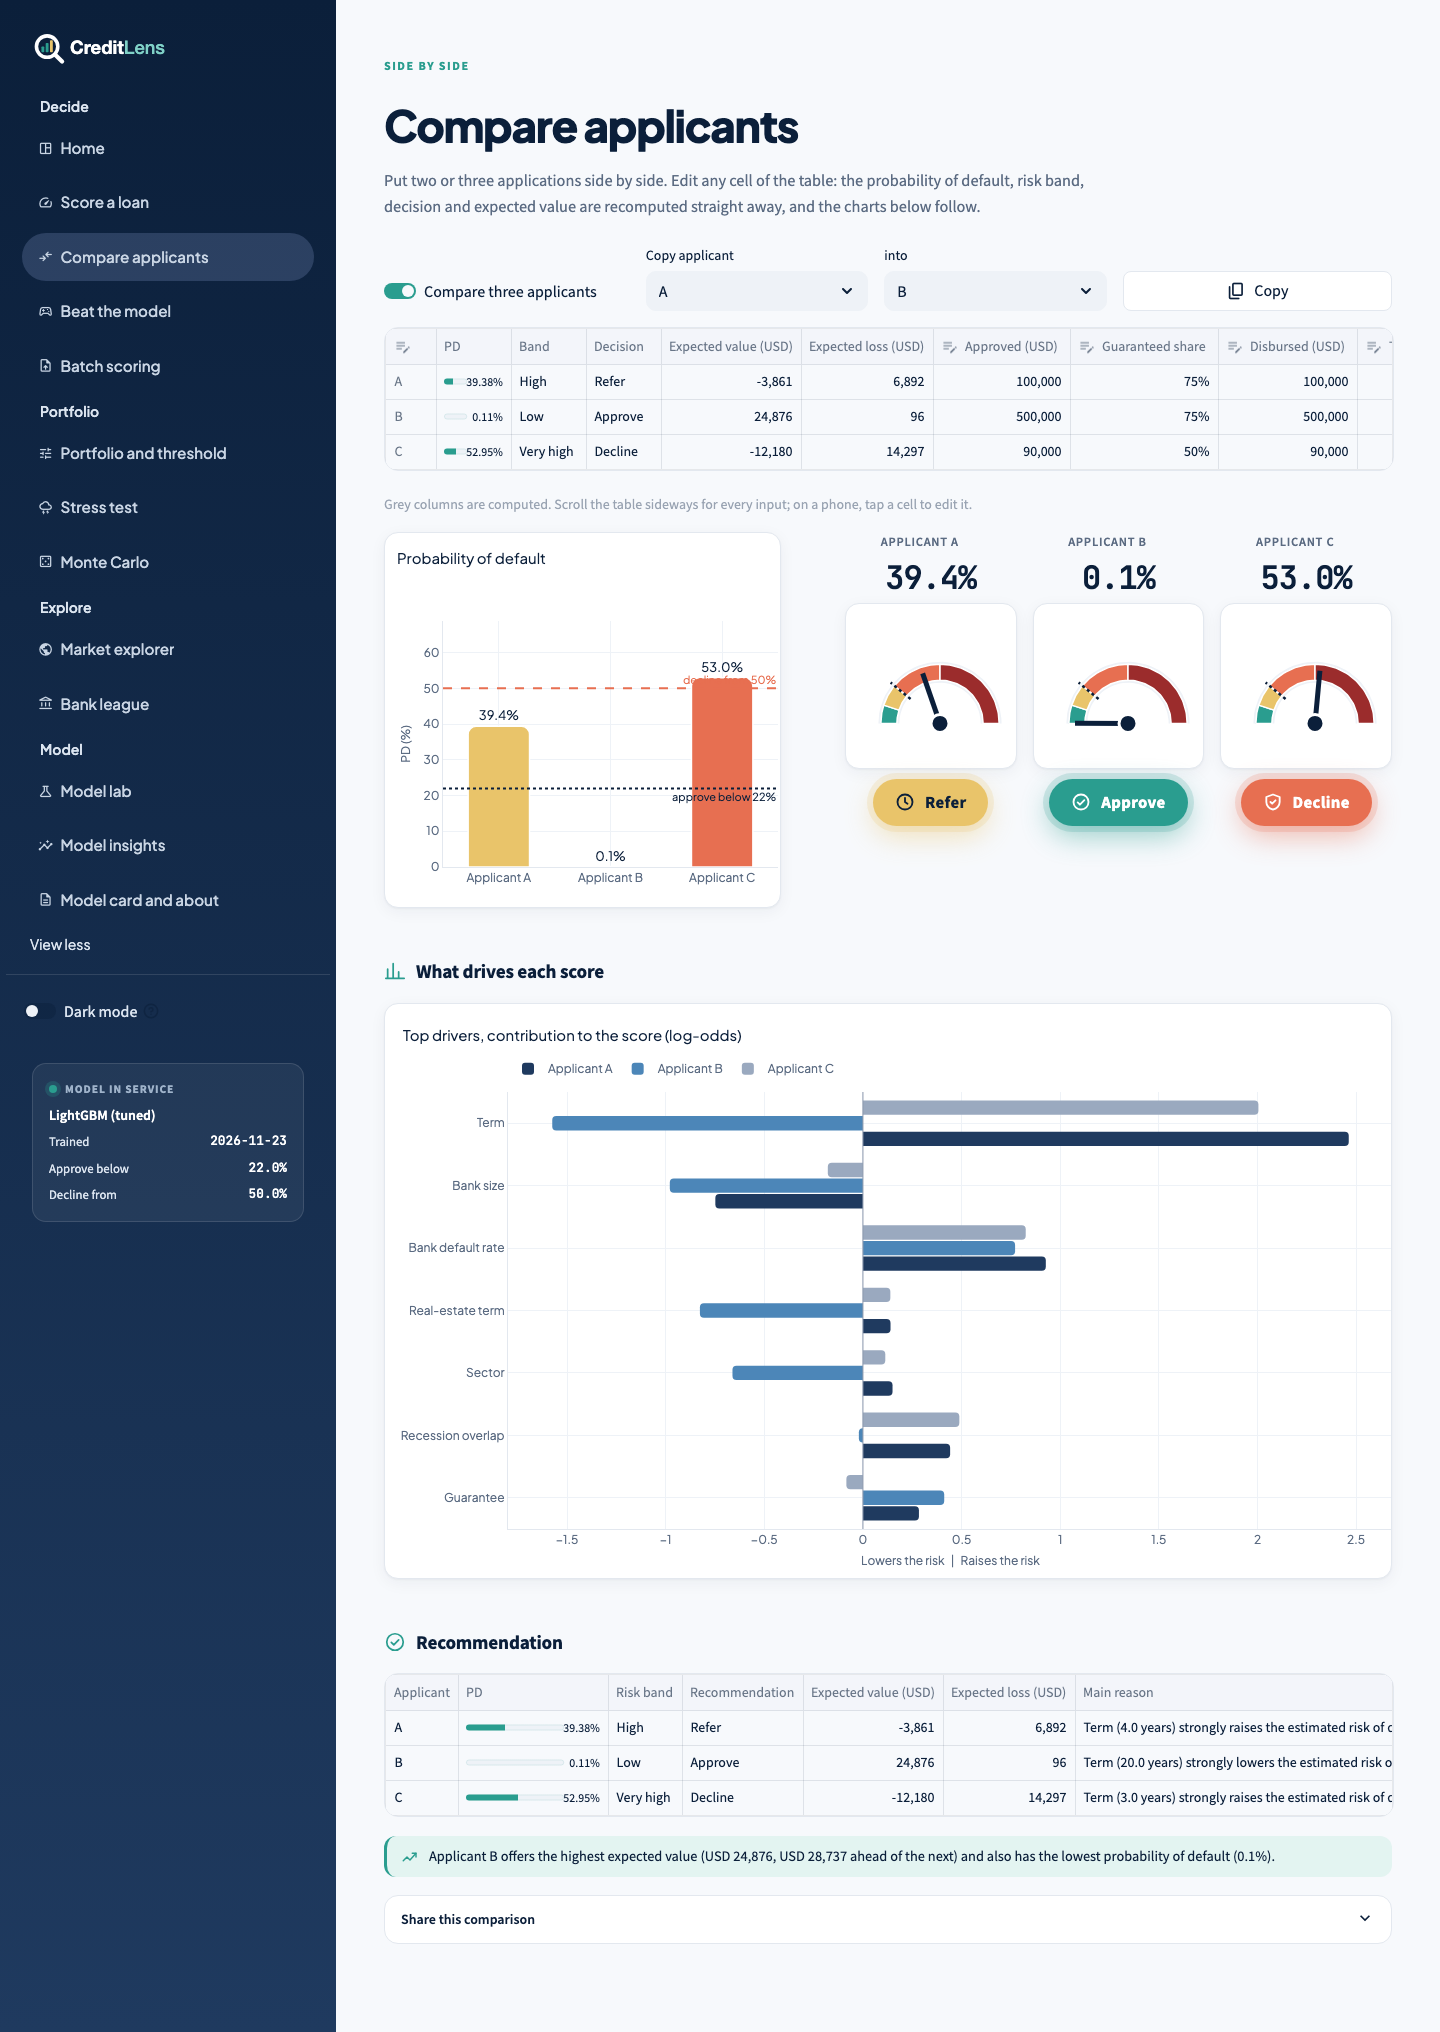 CreditLens
Decide
Home
Score a loan
Compare applicants
Beat the model
Batch scoring
Portfolio
Portfolio and threshold
Stress test
Monte Carlo
Explore
Market explorer
Bank league
Model
Model lab
Model insights
Model card and about
View less
Dark mode
MODEL IN SERVICE
LightGBM (tuned)
Trained 2026-11-23
Approve below 22.0%
Decline from 50.0%
SIDE BY SIDE
Compare applicants
Put two or three applications side by side. Edit any cell of the table: the probability of default, risk band,
decision and expected value are recomputed straight away, and the charts below follow.
Copy applicant into
Compare three applicants A B Copy
PD Band Decision Expected value (USD) Expected loss (USD) Approved (USD) Guaranteed share Disbursed (USD)
A 39.38% High Refer -3,861 6,892 100,000 75% 100,000
B 0.11% Low Approve 24,876 96 500,000 75% 500,000
C 52.95% Very high Decline -12,180 14,297 90,000 50% 90,000
Grey columns are computed. Scroll the table sideways for every input; on a phone, tap a cell to edit it.
Probability of default
60
50
40
30
20
10
0
PD (%)
39.4%
0.1%
53.0%
decline from 50%
approve below 22%
Applicant A Applicant B Applicant C
APPLICANT A APPLICANT B APPLICANT C
39.4% 0.1% 53.0%
Refer Approve Decline
What drives each score
Top drivers, contribution to the score (log-odds)
Applicant A Applicant B Applicant C
Term
Bank size
Bank default rate
Real-estate term
Sector
Recession overlap
Guarantee
−1.5 −1 −0.5 0 0.5 1 1.5 2 2.5
Lowers the risk | Raises the risk
Recommendation
Applicant PD Risk band Recommendation Expected value (USD) Expected loss (USD) Main reason
A 39.38% High Refer -3,861 6,892 Term (4.0 years) strongly raises the estimated risk of
B 0.11% Low Approve 24,876 96 Term (20.0 years) strongly lowers the estimated risk
C 52.95% Very high Decline -12,180 14,297 Term (3.0 years) strongly raises the estimated risk of
Applicant B offers the highest expected value (USD 24,876, USD 28,737 ahead of the next) and also has the lowest probability of default (0.1%).
Share this comparison